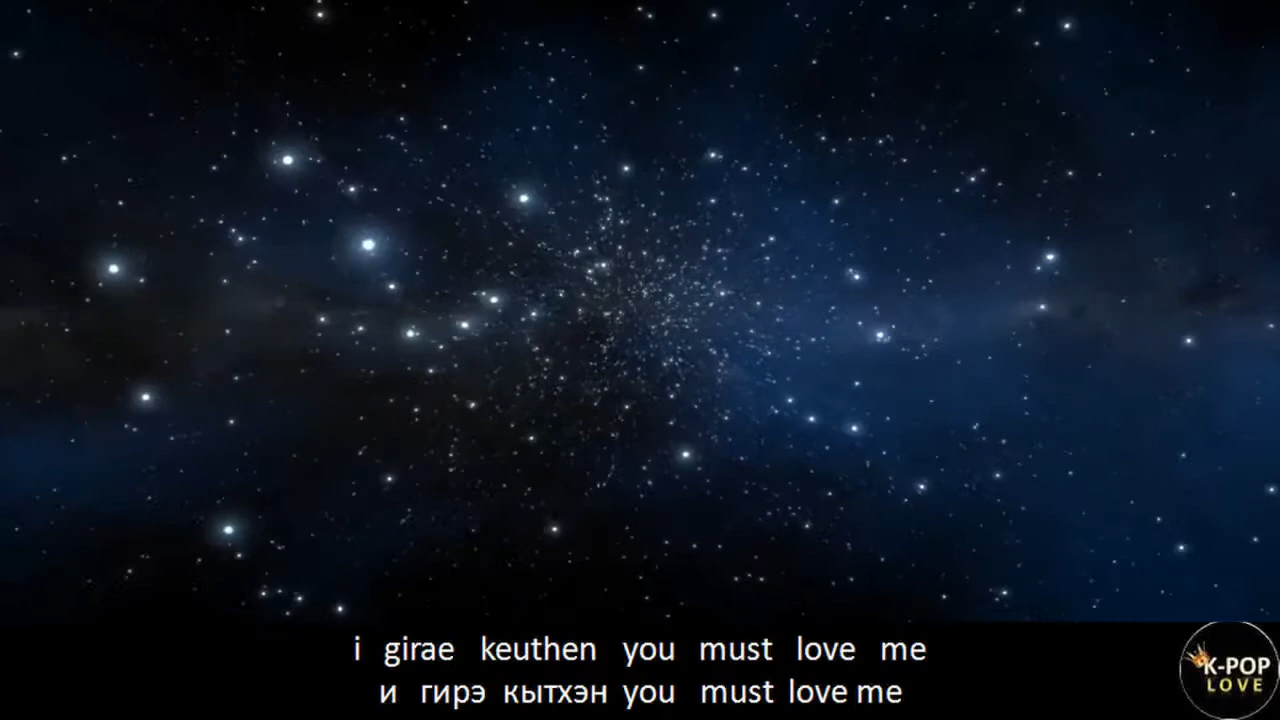 i girae keuthen you must love me
и гирэ кытхэн you must love me
K-POP
LOVE